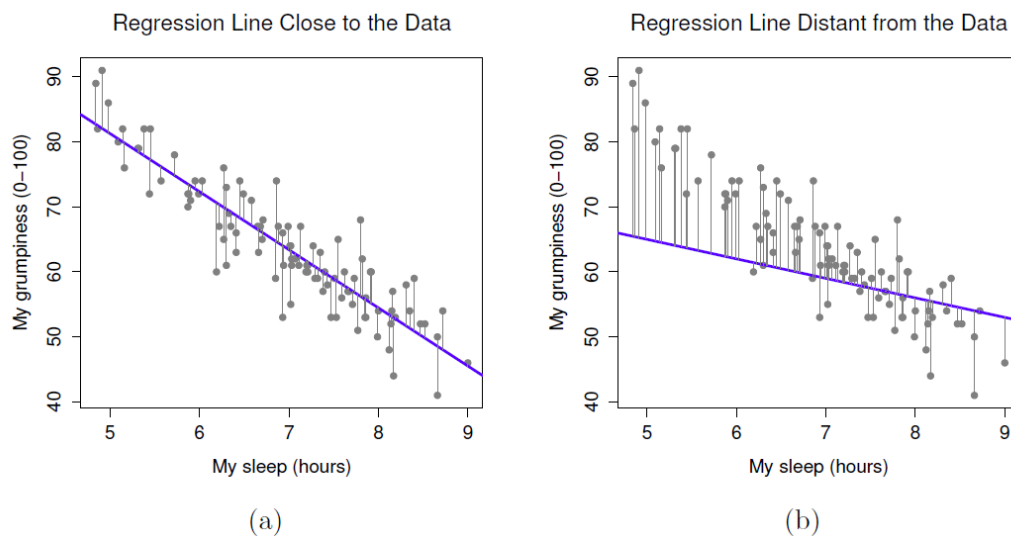 Regression Line Close to the Data
My grumpiness (0−100)
90
80
70
60
50
40
5 6 7 8 9
My sleep (hours)
(a)
Regression Line Distant from the Data
My grumpiness (0−100)
90
80
70
60
50
40
5 6 7 8 9
My sleep (hours)
(b)